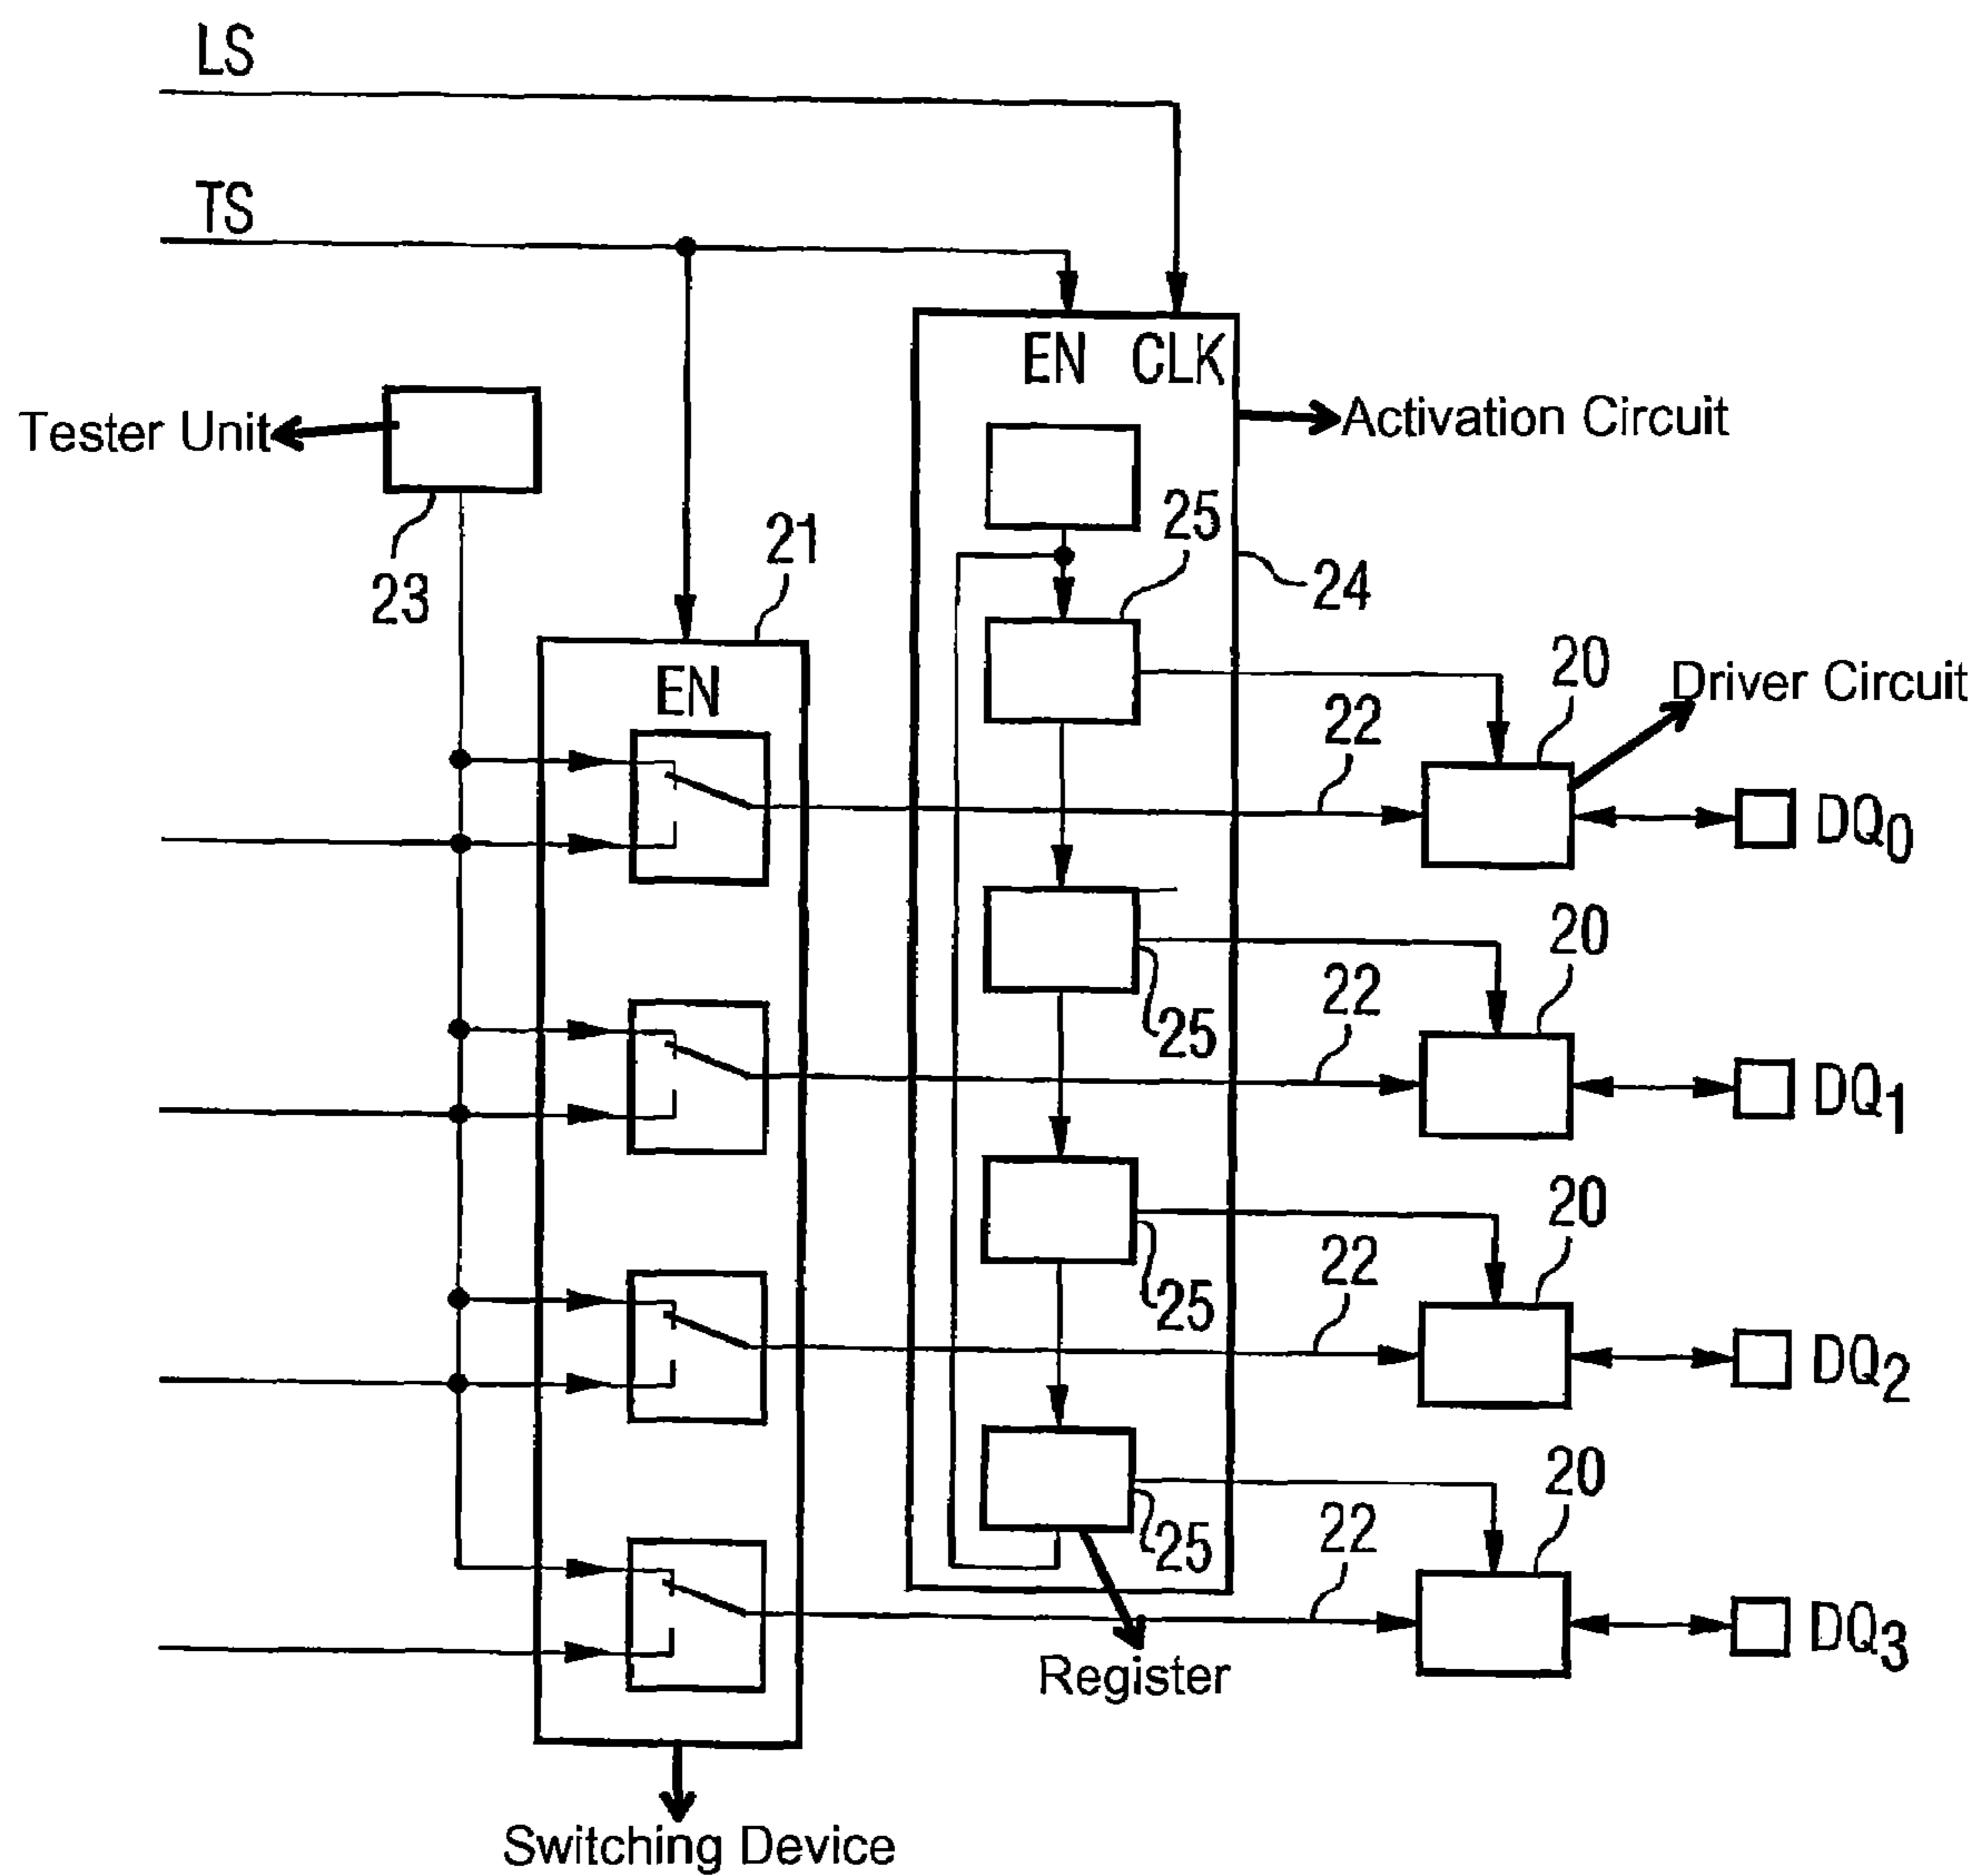 LS
TS
EN CLK
Tester Unit
Activation Circuit
25
21
23
24
20
Driver Circuit
EN
22
DQ0
20
22
25
DQ1
20
22
25
DQ2
20
22
25
DQ3
Register
Switching Device